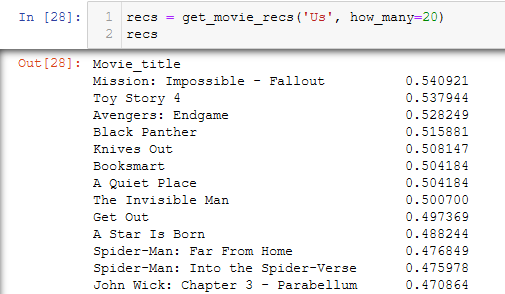 In [28]: 1 recs = get_movie_recs('Us', how_many=20)
2 recs
Out[28]: Movie_title
Mission: Impossible - Fallout 0.540921
Toy Story 4 0.537944
Avengers: Endgame 0.528249
Black Panther 0.515881
Knives Out 0.508147
Booksmart 0.504184
A Quiet Place 0.504184
The Invisible Man 0.500700
Get Out 0.497369
A Star Is Born 0.488244
Spider-Man: Far From Home 0.476849
Spider-Man: Into the Spider-Verse 0.475978
John Wick: Chapter 3 - Parabellum 0.470864